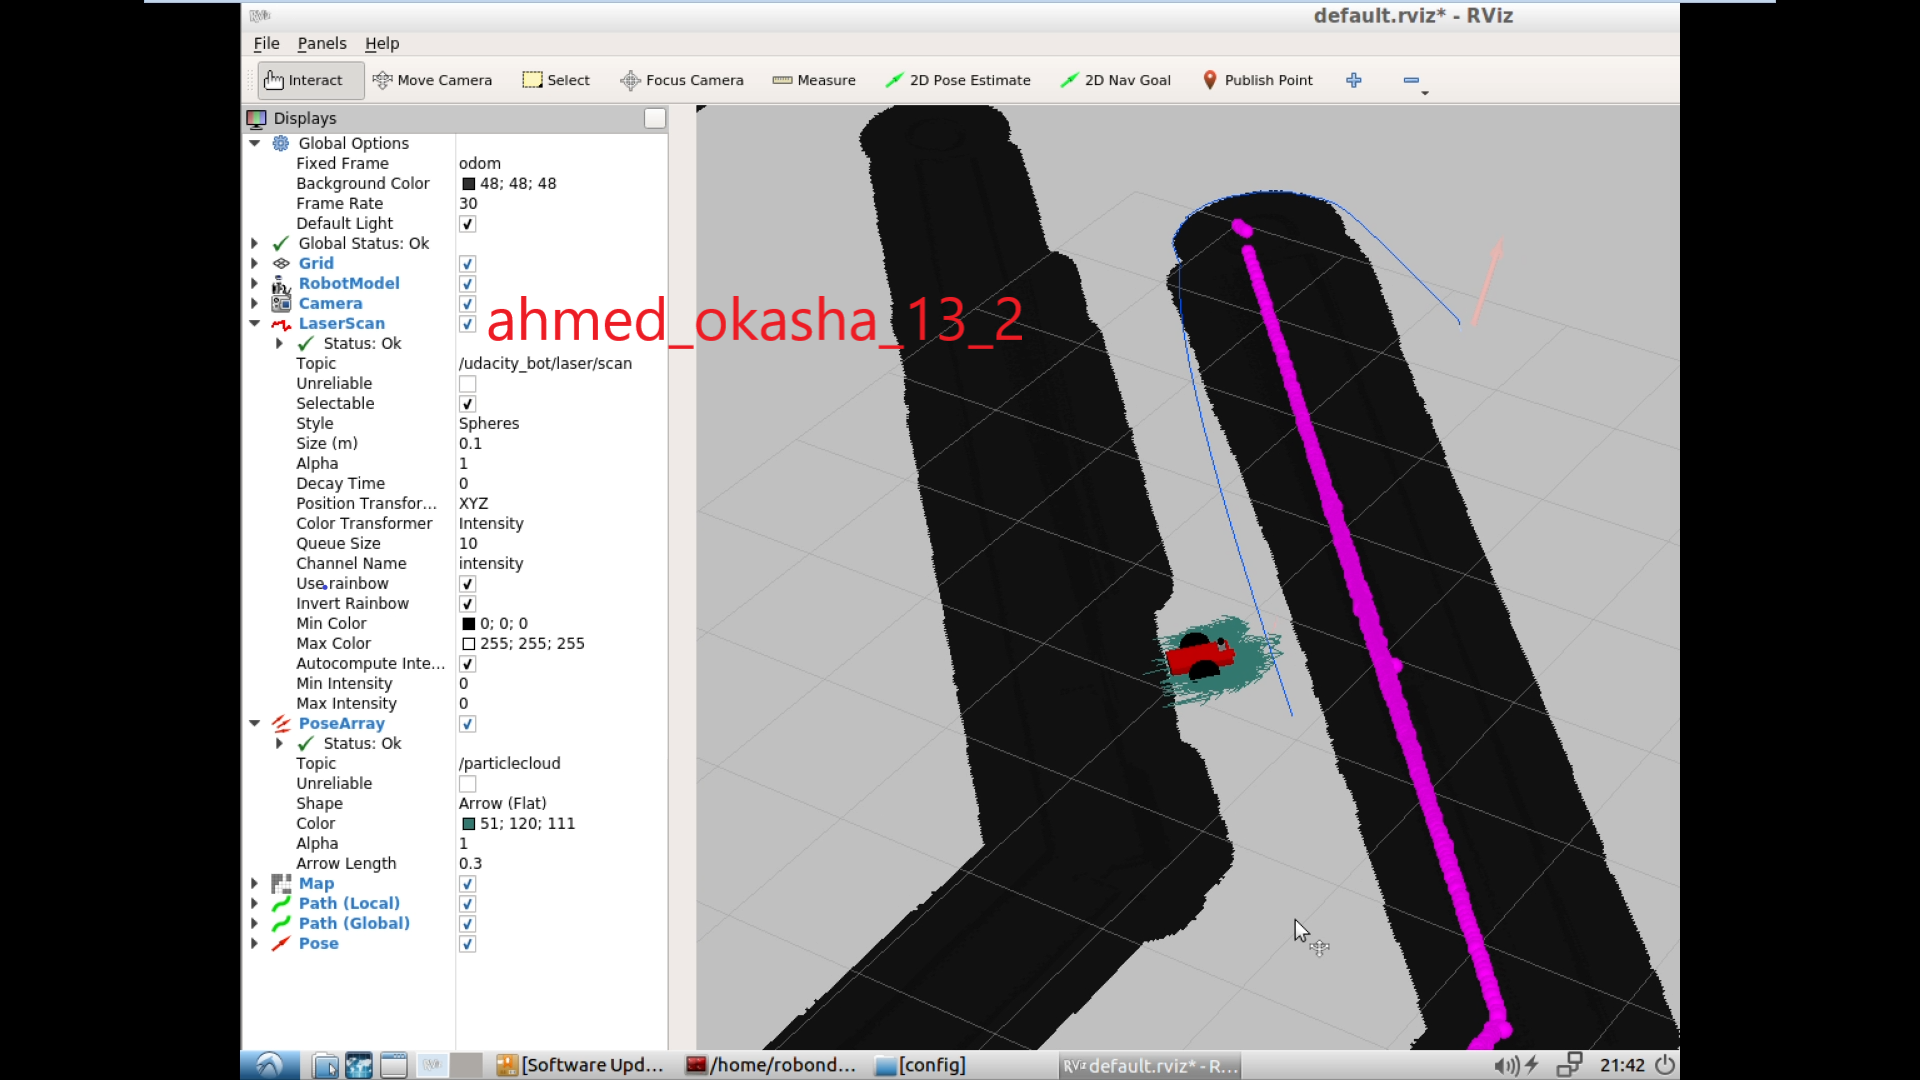 RViz
default.rviz* - RViz
File Panels Help
Interact Move Camera Select Focus Camera Measure 2D Pose Estimate 2D Nav Goal Publish Point
Displays
Global Options
Fixed Frame odom
Background Color 48; 48; 48
Frame Rate 30
Default Light
Global Status: Ok
Grid
RobotModel
Camera
ahmed_okasha_13_2
LaserScan
Status: Ok
Topic /udacity_bot/laser/scan
Unreliable
Selectable
Style Spheres
Size (m) 0.1
Alpha 1
Decay Time 0
Position Transfor... XYZ
Color Transformer Intensity
Queue Size 10
Channel Name intensity
Use rainbow
Invert Rainbow
Min Color 0; 0; 0
Max Color 255; 255; 255
Autocompute Inte...
Min Intensity 0
Max Intensity 0
PoseArray
Status: Ok
Topic /particlecloud
Unreliable
Shape Arrow (Flat)
Color 51; 120; 111
Alpha 1
Arrow Length 0.3
Map
Path (Local)
Path (Global)
Pose
RViz [Software Upd... /home/robond... [config] RViz default.rviz* - R... 21:42